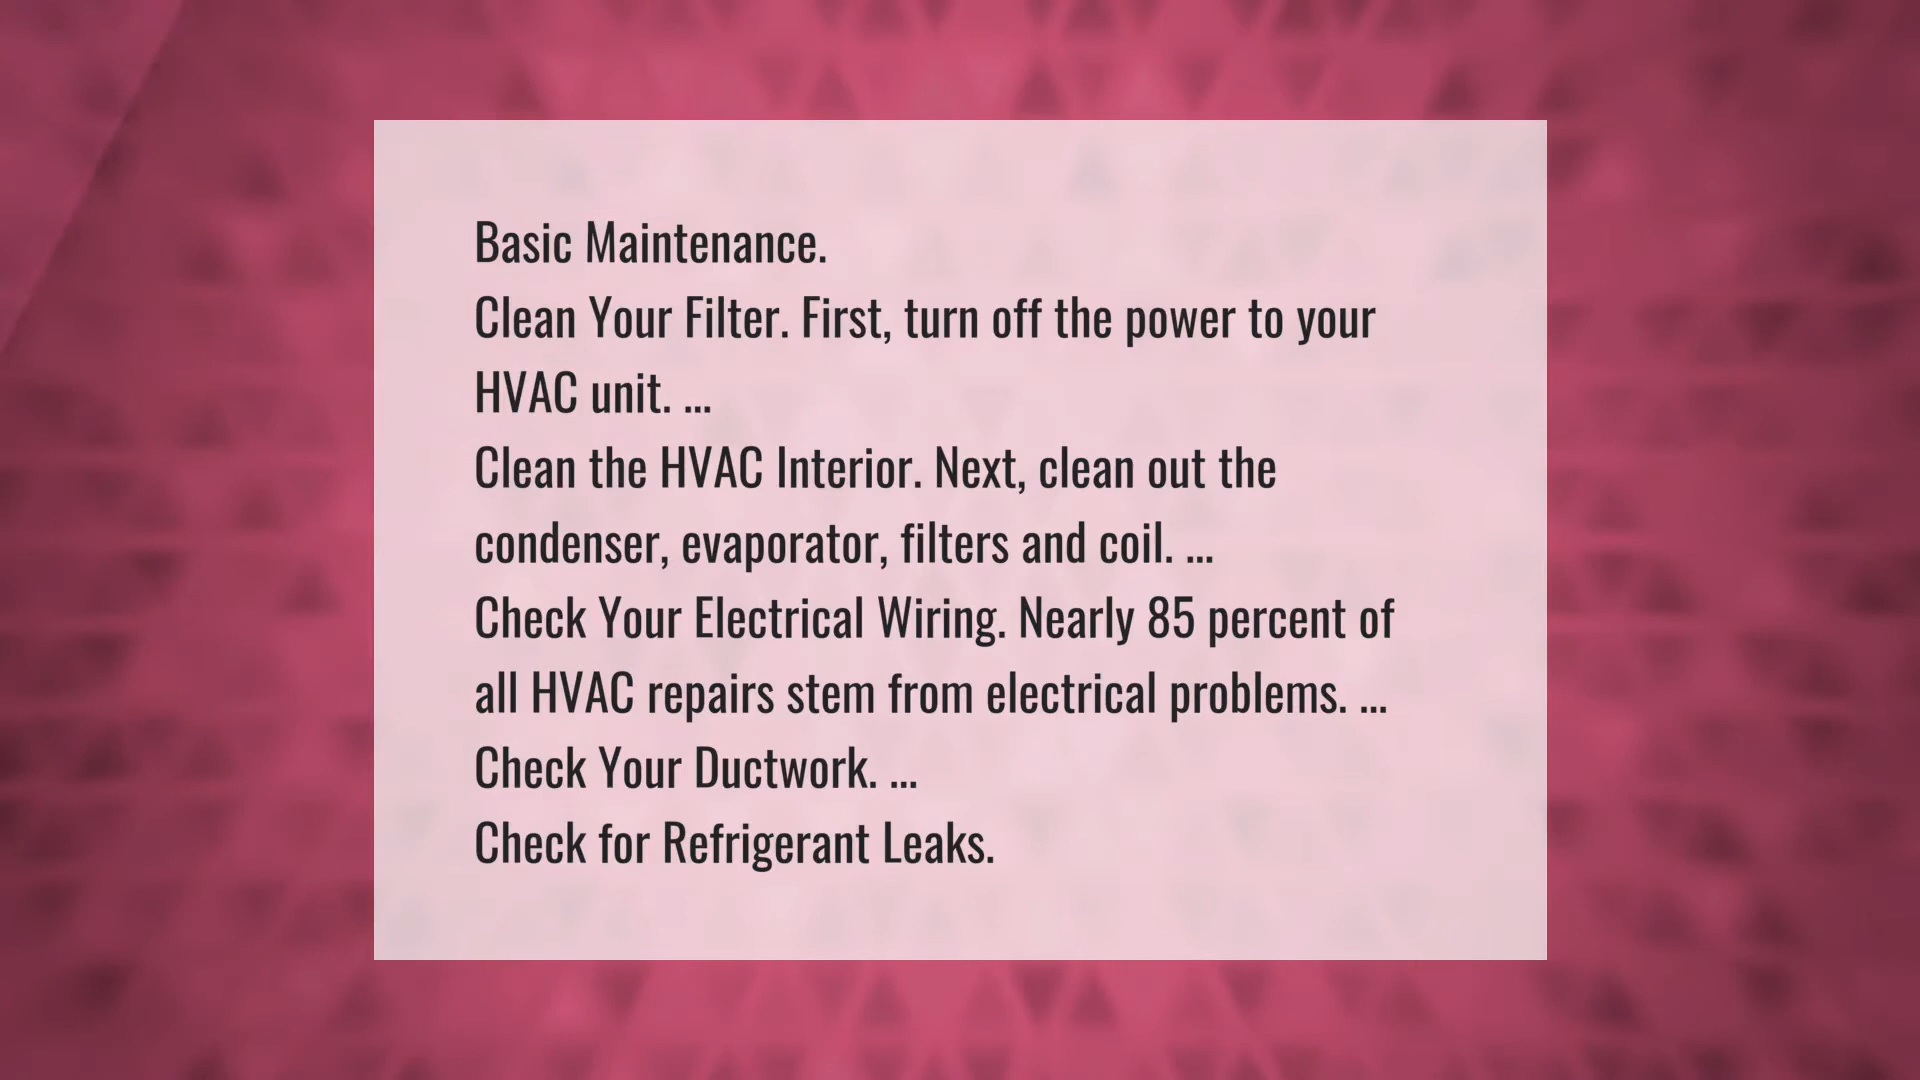 Basic Maintenance.
Clean Your Filter. First, turn off the power to your
HVAC unit. ...
Clean the HVAC Interior. Next, clean out the
condenser, evaporator, filters and coil. ...
Check Your Electrical Wiring. Nearly 85 percent of
all HVAC repairs stem from electrical problems. ...
Check Your Ductwork. ...
Check for Refrigerant Leaks.